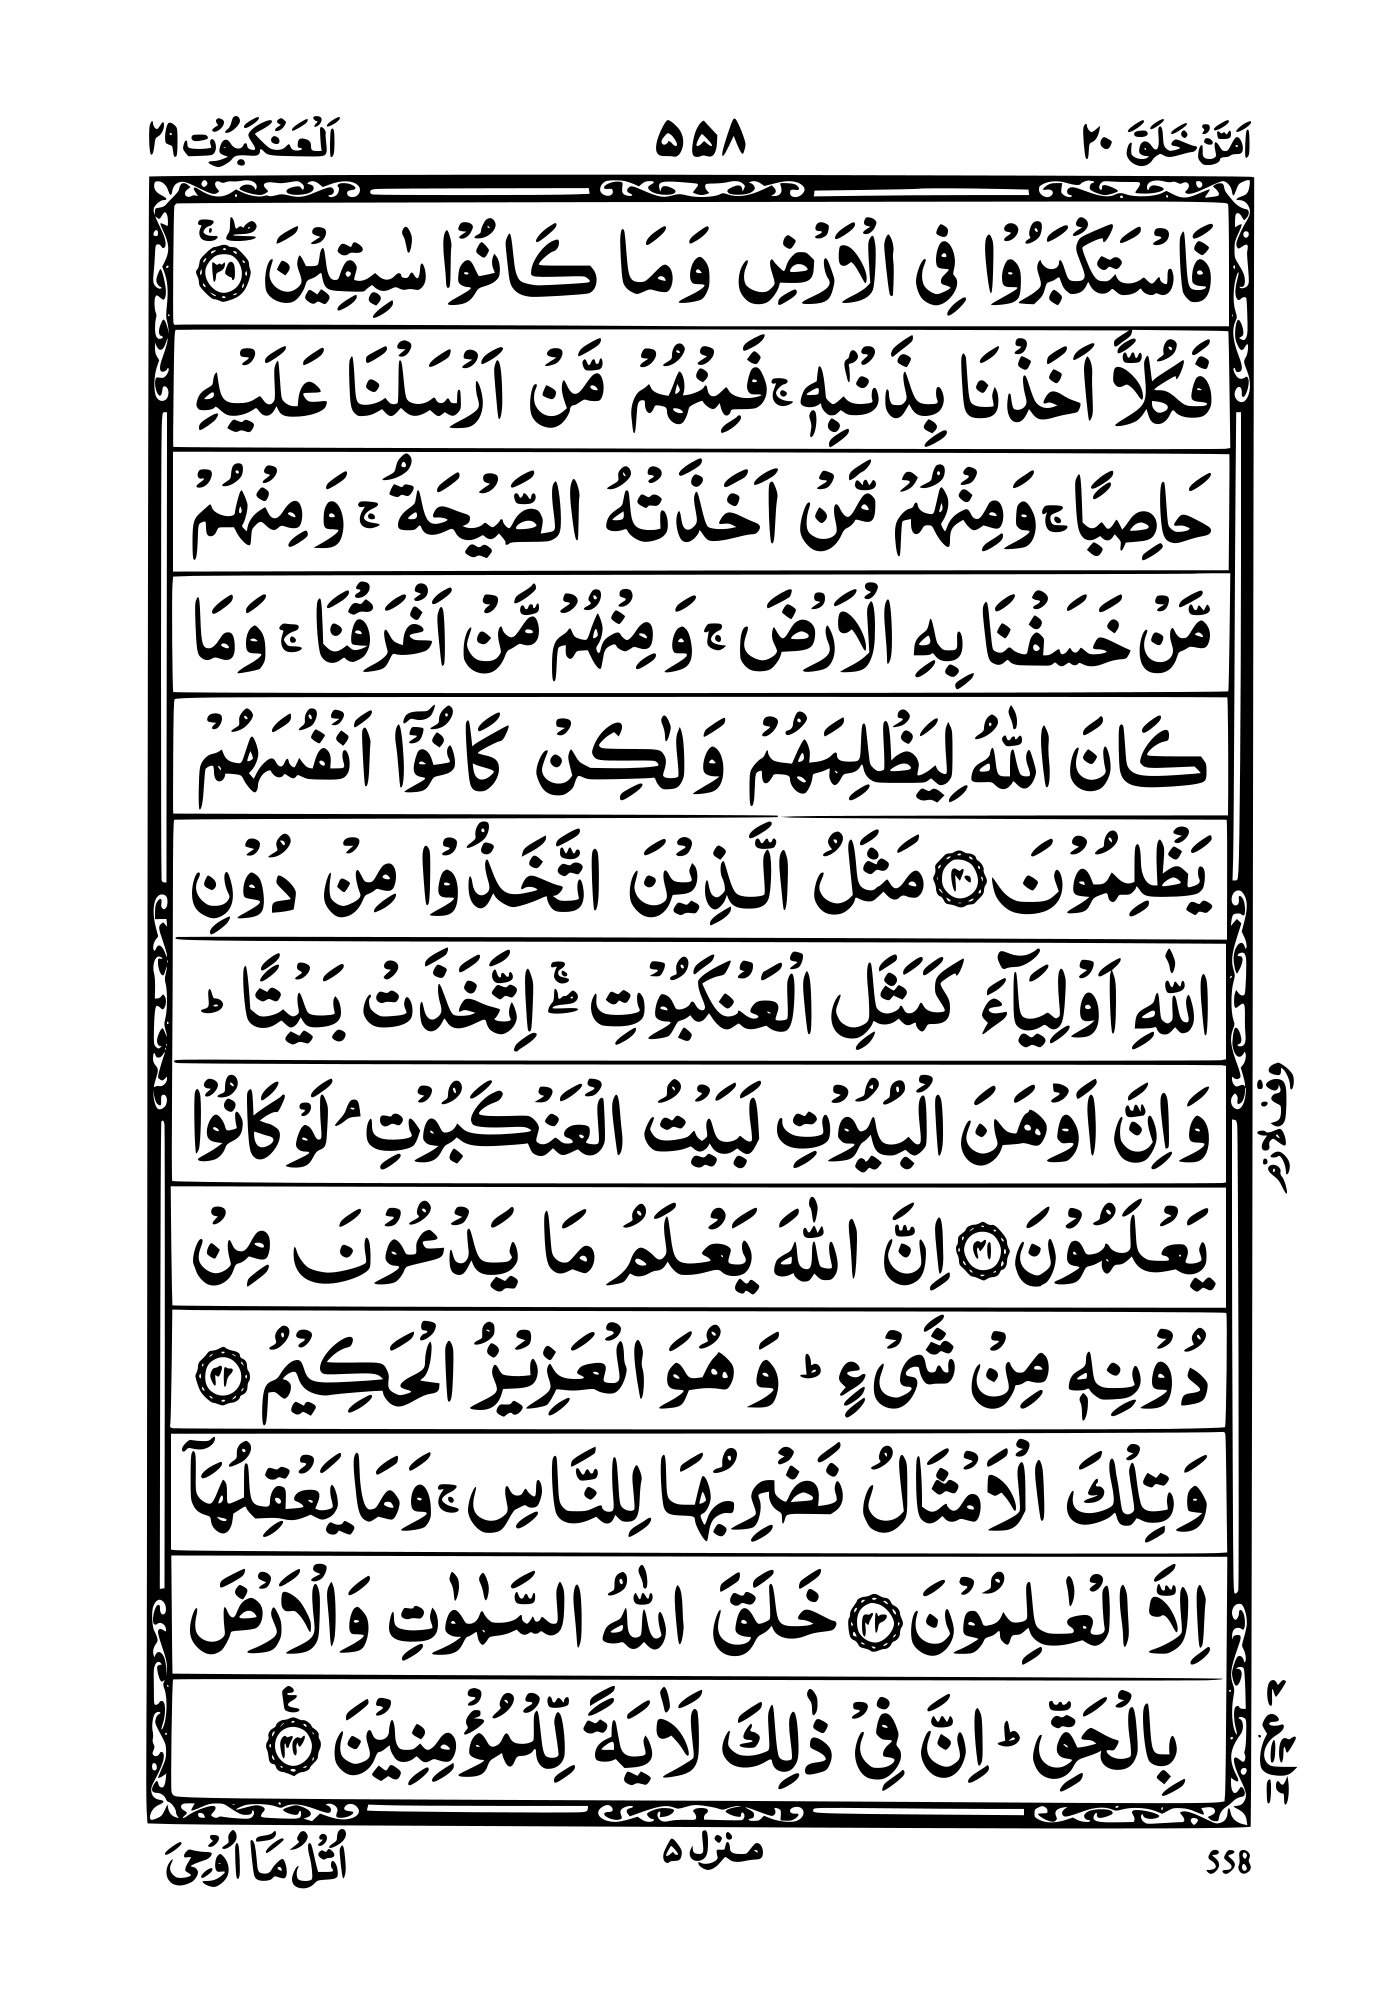 اَمَّنْ خَلَقَ ٢٠
٥٥٨
اَلْعَنْكَبُوْت ٢٩
فَاسْتَكْبَرُوْا فِى الْاَرْضِ وَ مَا كَانُوْا سٰبِقِيْنَ ۖۚ ﴿٣٩﴾
فَكُلًّا اَخَذْنَا بِذَنْۢبِهٖ ۚ فَمِنْهُمْ مَّنْ اَرْسَلْنَا عَلَيْهِ
حَاصِبًا ۚ وَمِنْهُمْ مَّنْ اَخَذَتْهُ الصَّيْحَةُ ۚ وَ مِنْهُمْ
مَّنْ خَسَفْنَا بِهِ الْاَرْضَ ۚ وَ مِنْهُمْ مَّنْ اَغْرَقْنَا ۚ وَمَا
كَانَ اللّٰهُ لِيَظْلِمَهُمْ وَ لٰكِنْ كَانُوْۤا اَنْفُسَهُمْ
يَظْلِمُوْنَ ﴿٤٠﴾ مَثَلُ الَّذِيْنَ اتَّخَذُوْا مِنْ دُوْنِ
اللّٰهِ اَوْلِيَآءَ كَمَثَلِ الْعَنْكَبُوْتِ ۖۚ اِتَّخَذَتْ بَيْتًا ؕ
وَ اِنَّ اَوْهَنَ الْبُيُوْتِ لَبَيْتُ الْعَنْكَبُوْتِ ۘ لَوْ كَانُوْا
وقف لازم
يَعْلَمُوْنَ ﴿٤١﴾ اِنَّ اللّٰهَ يَعْلَمُ مَا يَدْعُوْنَ مِنْ
دُوْنِهٖ مِنْ شَىْءٍ ؕ وَ هُوَ الْعَزِيْزُ الْحَكِيْمُ ﴿٤٢﴾
وَتِلْكَ الْاَمْثَالُ نَضْرِبُهَا لِلنَّاسِ ۚ وَمَا يَعْقِلُهَاۤ
اِلَّا الْعٰلِمُوْنَ ﴿٤٣﴾ خَلَقَ اللّٰهُ السَّمٰوٰتِ وَالْاَرْضَ
بِالْحَقِّ ؕ اِنَّ فِىْ ذٰلِكَ لَاٰيَةً لِّلْمُؤْمِنِيْنَ ﴿٤٤﴾ ع
٤
ع ١٤
١٦
558
منزل ٥
اُتْلُ مَاۤ اُوْحِىَ